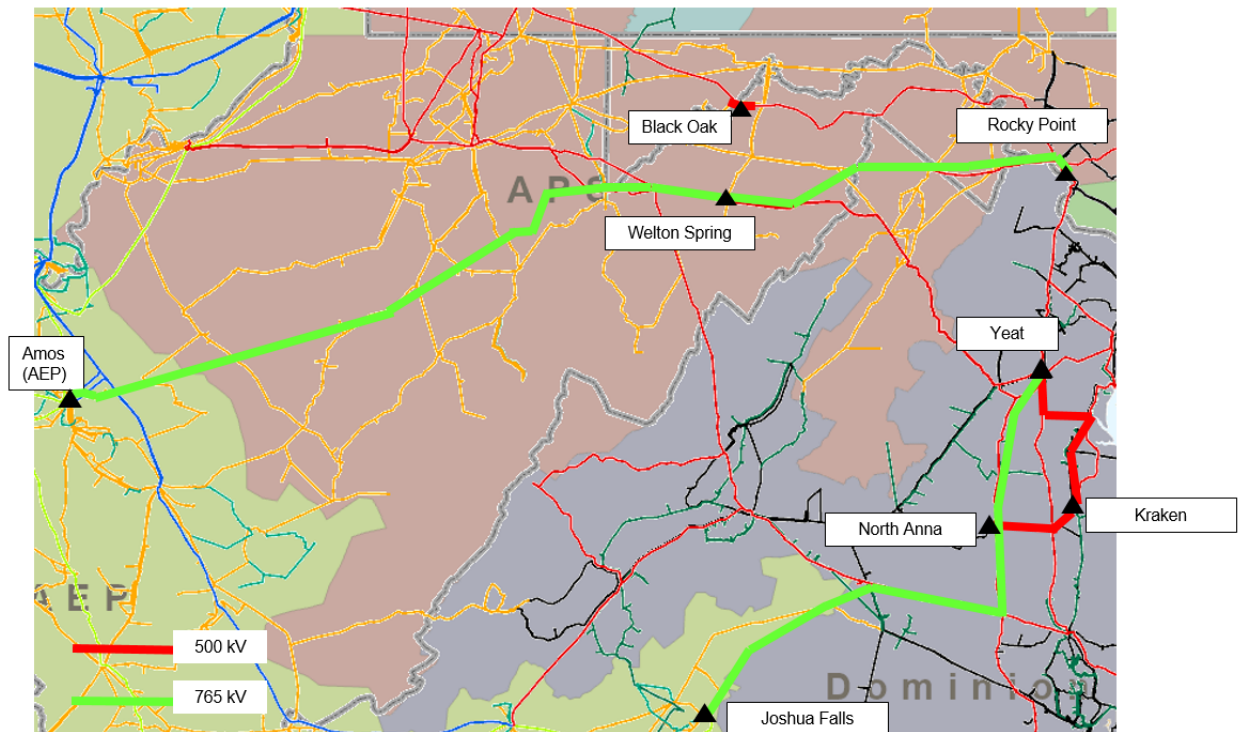 Black Oak
Rocky Point
APS
Welton Spring
Yeat
Amos
(AEP)
North Anna
Kraken
AEP
500 kV
765 kV
Dominion
Joshua Falls